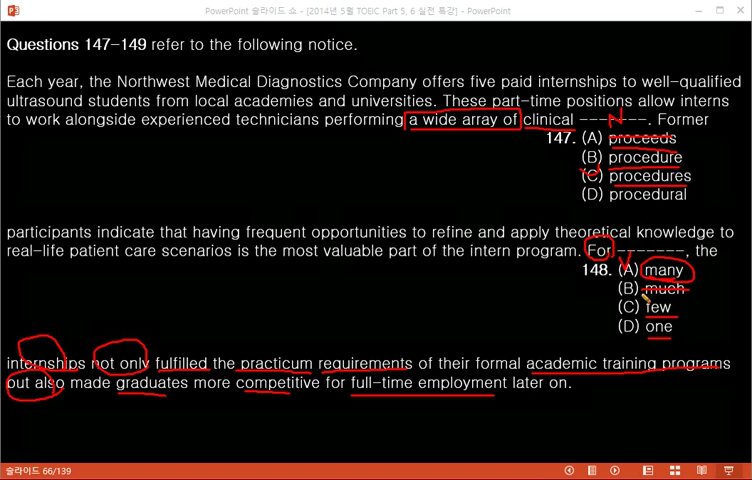 PowerPoint 슬라이드 쇼 - [2014년 5월 TOEIC Part 5, 6 실전 특강] - PowerPoint
Questions 147-149 refer to the following notice.
Each year, the Northwest Medical Diagnostics Company offers five paid internships to well-qualified
ultrasound students from local academies and universities. These part-time positions allow interns
to work alongside experienced technicians performing a wide array of clinical -------. Former
N
147. (A) proceeds
(B) procedure
(C) procedures
(D) procedural
participants indicate that having frequent opportunities to refine and apply theoretical knowledge to
real-life patient care scenarios is the most valuable part of the intern program. For -------, the
148. (A) many
(B) much
(C) few
(D) one
internships not only fulfilled the practicum requirements of their formal academic training programs
but also made graduates more competitive for full-time employment later on.
슬라이드 66/139